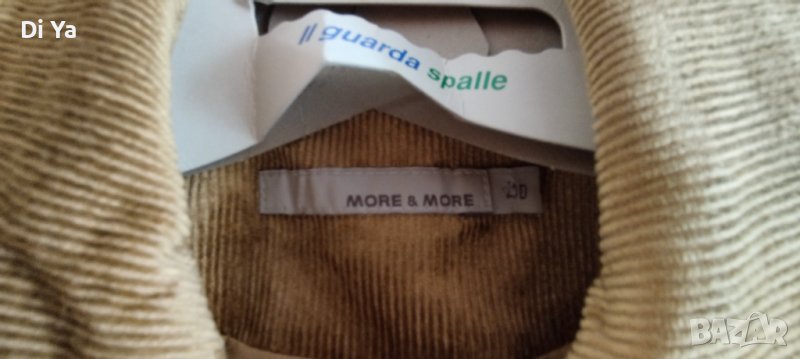 Di Ya
Il guarda
spalle
MORE & MORE
BAZAR